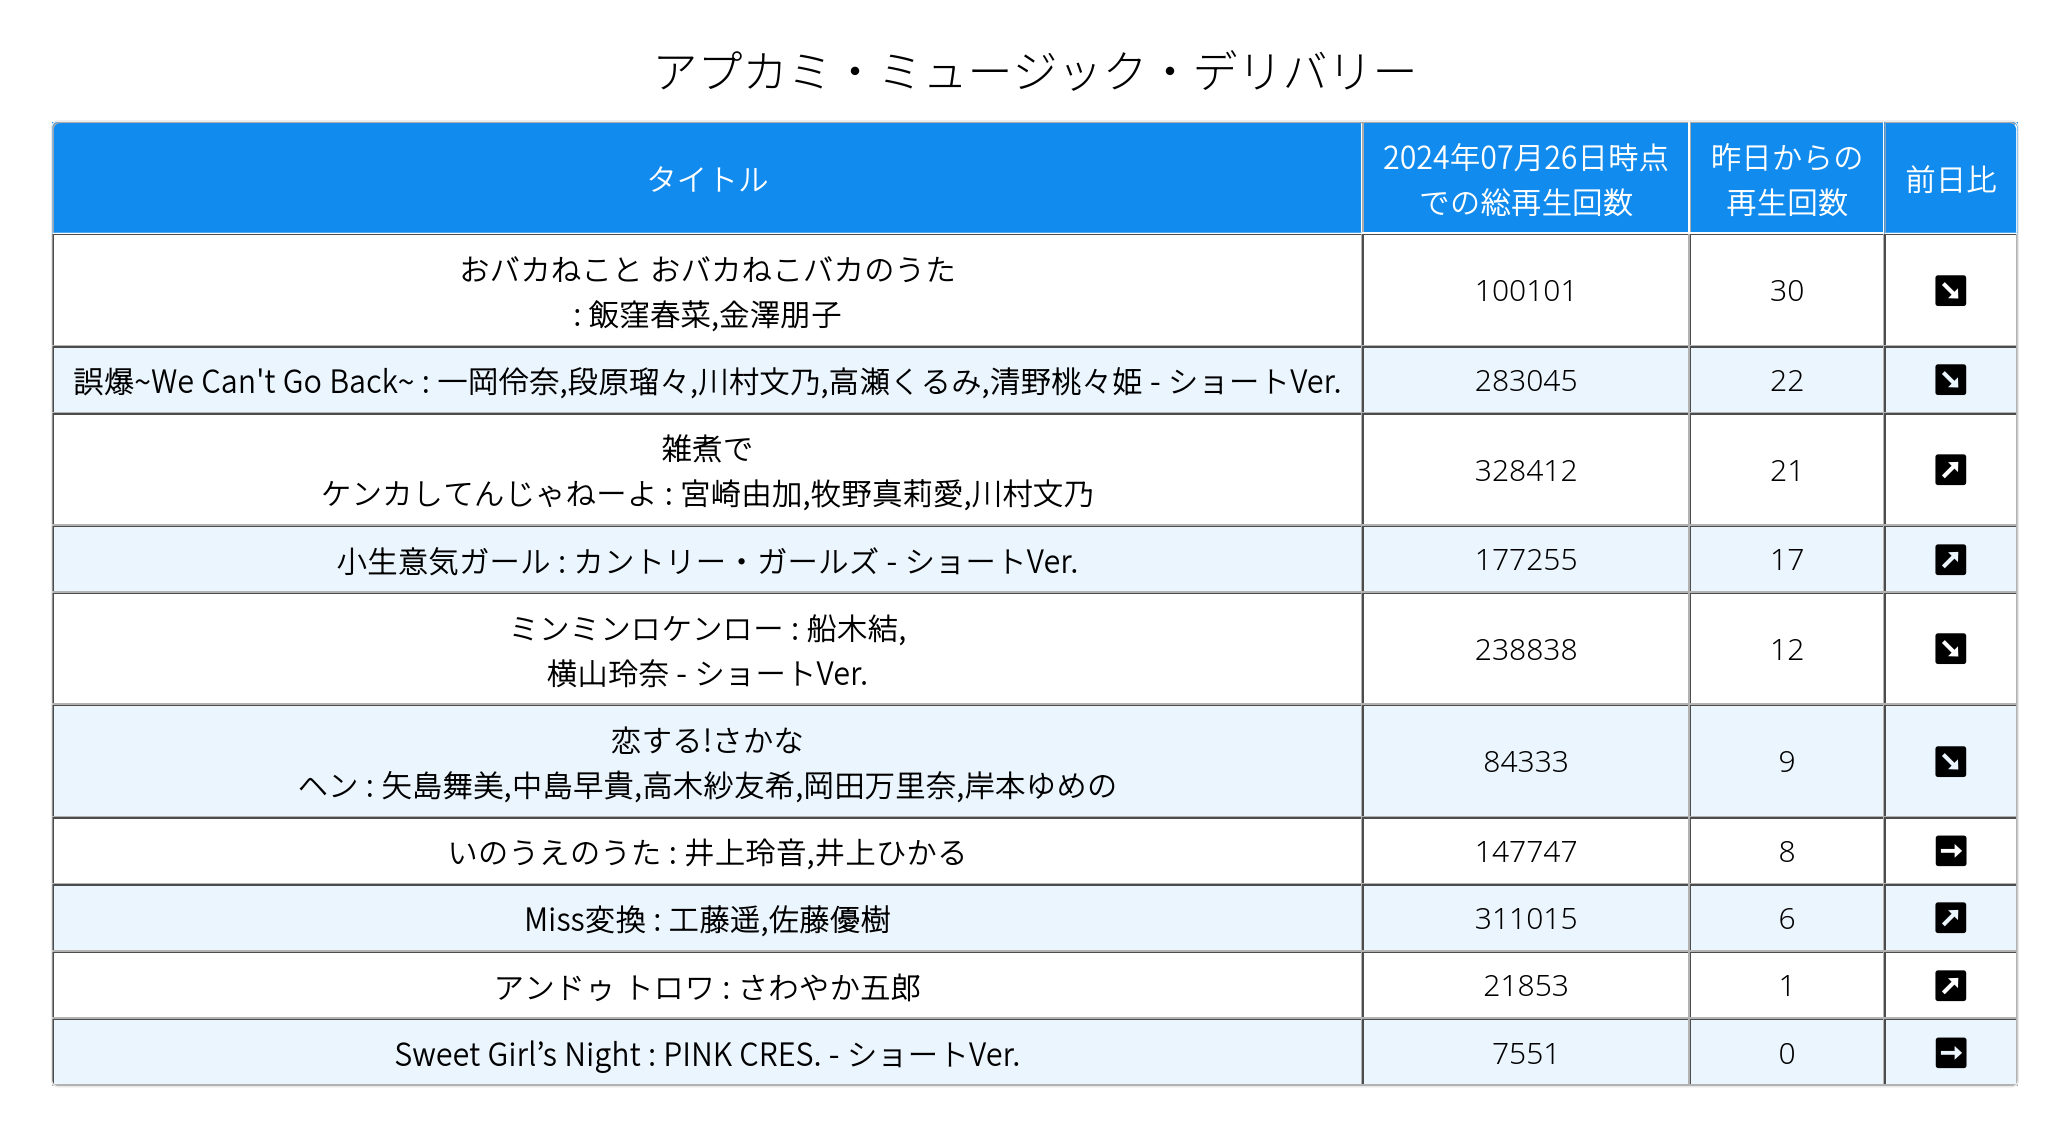 アプカミ・ミュージック・デリバリー
タイトル
2024年07月26日時点
での総再生回数
昨日からの
再生回数
前日比
おバカねこと おバカねこバカのうた
: 飯窪春菜,金澤朋子
100101
30
誤爆~We Can't Go Back~ : 一岡伶奈,段原瑠々,川村文乃,高瀬くるみ,清野桃々姫 - ショートVer.
283045
22
雑煮で
ケンカしてんじゃねーよ : 宮崎由加,牧野真莉愛,川村文乃
328412
21
小生意気ガール : カントリー・ガールズ - ショートVer.
177255
17
ミンミンロケンロー : 船木結,
横山玲奈 - ショートVer.
238838
12
恋する!さかな
ヘン : 矢島舞美,中島早貴,高木紗友希,岡田万里奈,岸本ゆめの
84333
9
いのうえのうた : 井上玲音,井上ひかる
147747
8
Miss変換 : 工藤遥,佐藤優樹
311015
6
アンドゥ トロワ : さわやか五郎
21853
1
Sweet Girl’s Night : PINK CRES. - ショートVer.
7551
0